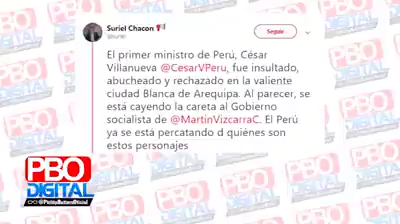 Suriel Chacon
Seguir
El primer ministro de Perú, César
Villanueva @CesarVPeru, fue insultado,
abucheado y rechazado en la valiente
ciudad Blanca de Arequipa. Al parecer, se
está cayendo la careta al Gobierno
socialista de @MartinVizcarraC. El Perú
ya se está percatando d quiénes son
estos personajes
PBO
DIGITAL